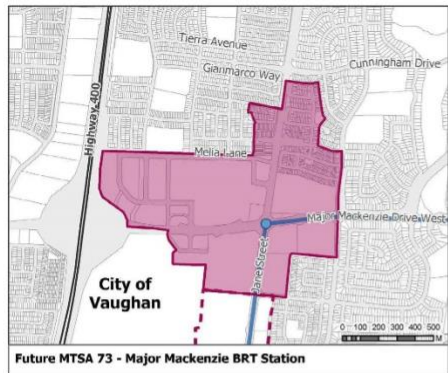 Tierra Avenue
Cunningham Drive
Gianmarco Way
Highway 400
Melia Lane
Major Mackenzie Drive West
Jane Street
City of
Vaughan
0 100 200 300 400 500
M
Future MTSA 73 - Major Mackenzie BRT Station